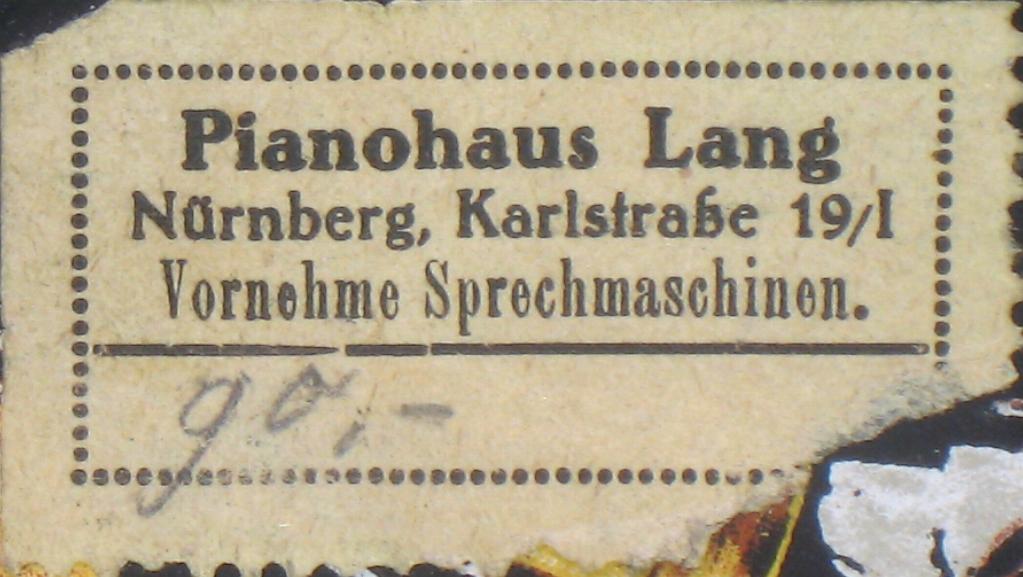 Pianohaus Lang
Nürnberg, Karlstraße 19/I
Vornehme Sprechmaschinen.
90,-